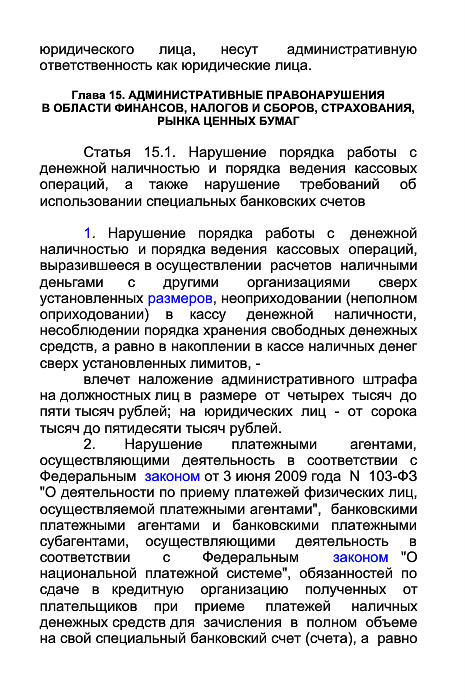 юридического лица, несут административную
ответственность как юридические лица.
Глава 15. АДМИНИСТРАТИВНЫЕ ПРАВОНАРУШЕНИЯ
В ОБЛАСТИ ФИНАНСОВ, НАЛОГОВ И СБОРОВ, СТРАХОВАНИЯ,
РЫНКА ЦЕННЫХ БУМАГ
Статья 15.1. Нарушение порядка работы с
денежной наличностью и порядка ведения кассовых
операций, а также нарушение требований об
использовании специальных банковских счетов
1. Нарушение порядка работы с денежной
наличностью и порядка ведения кассовых операций,
выразившееся в осуществлении расчетов наличными
деньгами с другими организациями сверх
установленных размеров, неоприходовании (неполном
оприходовании) в кассу денежной наличности,
несоблюдении порядка хранения свободных денежных
средств, а равно в накоплении в кассе наличных денег
сверх установленных лимитов, -
влечет наложение административного штрафа
на должностных лиц в размере от четырех тысяч до
пяти тысяч рублей; на юридических лиц - от сорока
тысяч до пятидесяти тысяч рублей.
2. Нарушение платежными агентами,
осуществляющими деятельность в соответствии с
Федеральным законом от 3 июня 2009 года N 103-ФЗ
"О деятельности по приему платежей физических лиц,
осуществляемой платежными агентами", банковскими
платежными агентами и банковскими платежными
субагентами, осуществляющими деятельность в
соответствии с Федеральным законом "О
национальной платежной системе", обязанностей по
сдаче в кредитную организацию полученных от
плательщиков при приеме платежей наличных
денежных средств для зачисления в полном объеме
на свой специальный банковский счет (счета), а равно